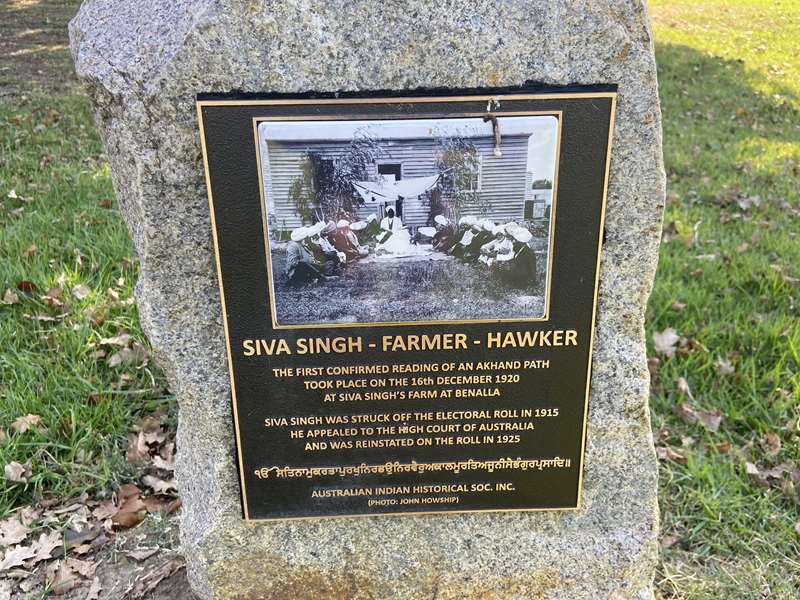 SIVA SINGH - FARMER - HAWKER
THE FIRST CONFIRMED READING OF AN AKHAND PATH
TOOK PLACE ON THE 16th DECEMBER 1920
AT SIVA SINGH'S FARM AT BENALLA
SIVA SINGH WAS STRUCK OFF THE ELECTORAL ROLL IN 1915
HE APPEALED TO THE HIGH COURT OF AUSTRALIA
AND WAS REINSTATED ON THE ROLL IN 1925
ੴ ਸਤਿਨਾਮੁਕਰਤਾਪੁਰਖੁਨਿਰਭਉਨਿਰਵੈਰੁਅਕਾਲਮੂਰਤਿਅਜੂਨੀਸੈਭੰਗੁਰਪ੍ਰਸਾਦਿ॥
AUSTRALIAN INDIAN HISTORICAL SOC. INC.
(PHOTO: JOHN HOWSHIP)